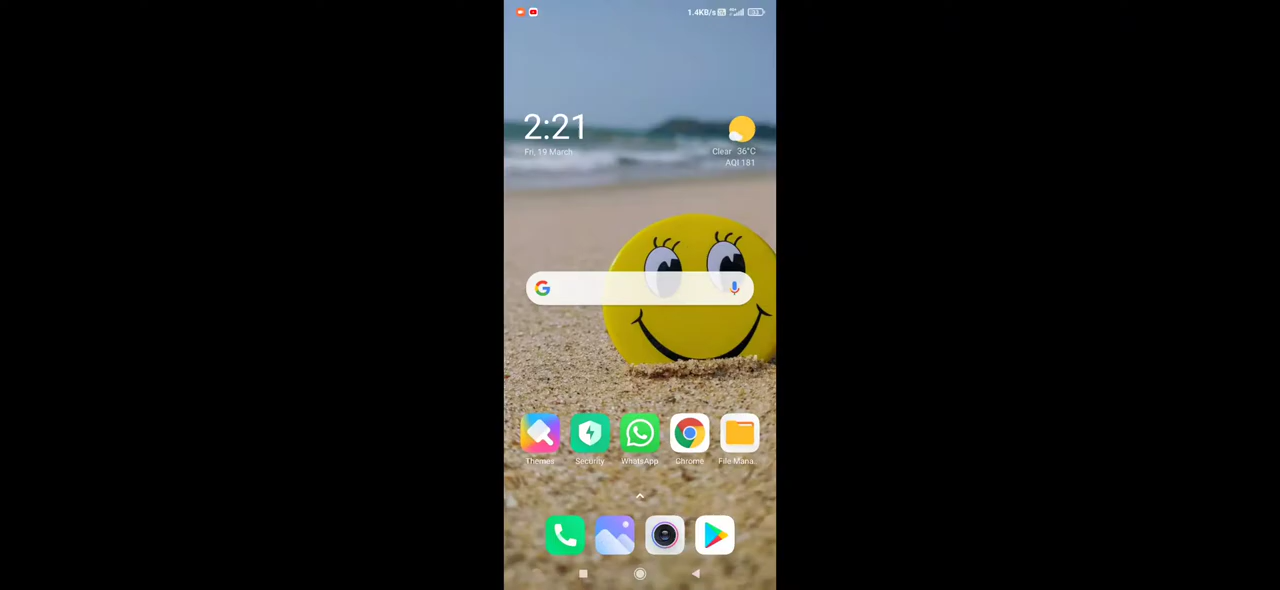 1.4KB/s
2:21
Fri, 19 March
Clear 36°C
AQI 181
Themes
Security
WhatsApp
Chrome
File Mana..